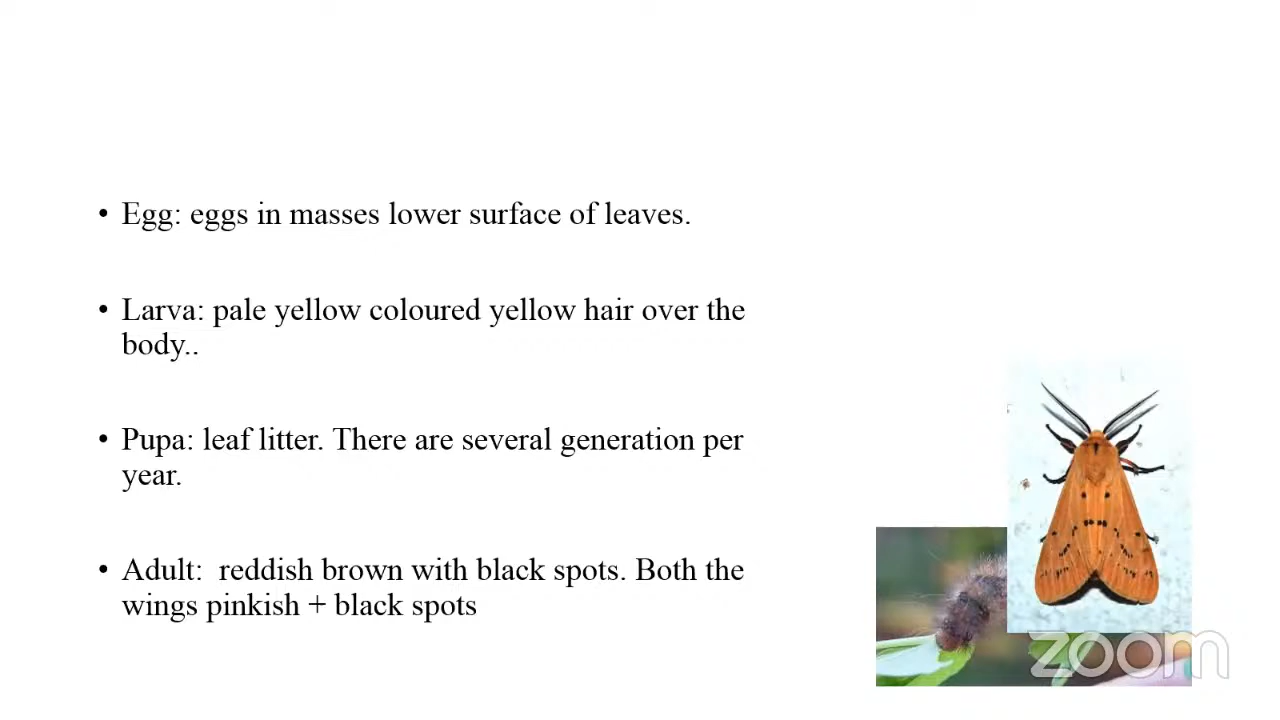 • Egg: eggs in masses lower surface of leaves.
• Larva: pale yellow coloured yellow hair over the
body..
• Pupa: leaf litter. There are several generation per
year.
• Adult: reddish brown with black spots. Both the
wings pinkish + black spots
zoom